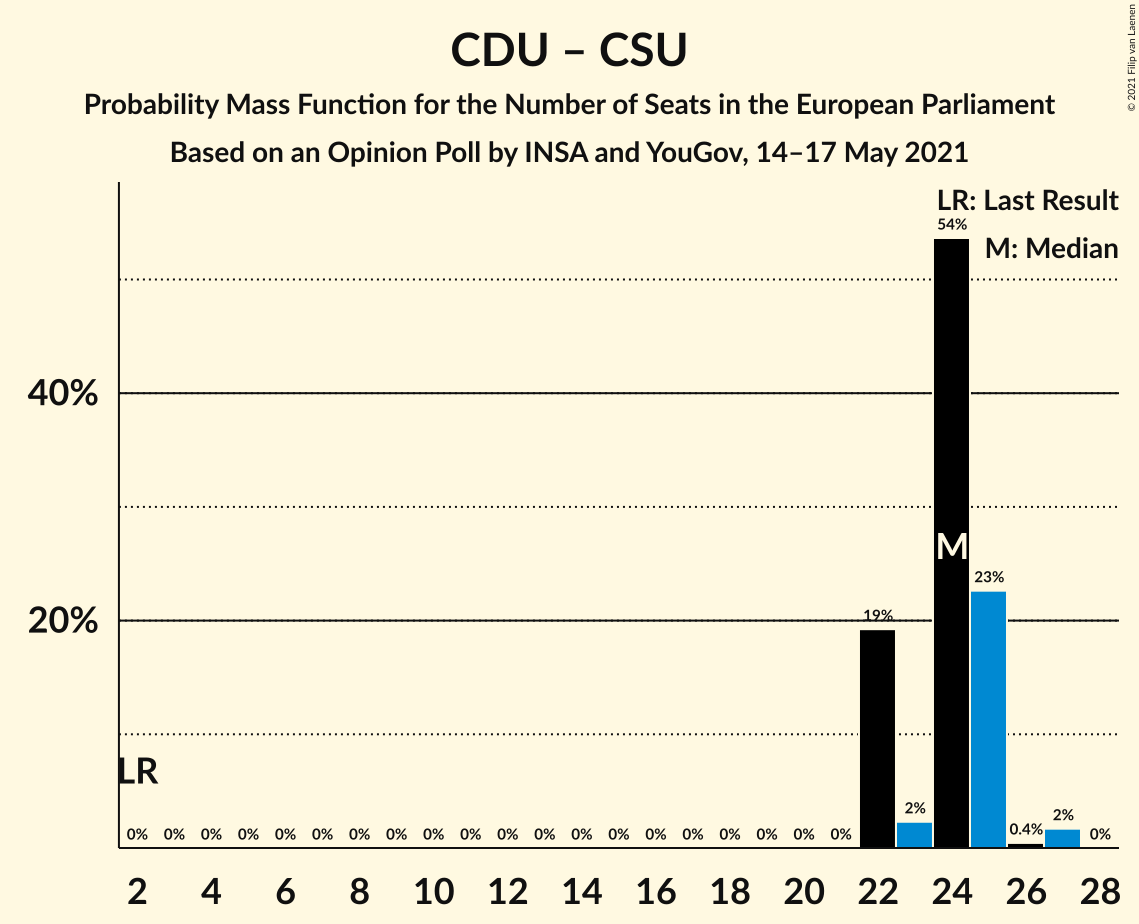 CDU – CSU
Probability Mass Function for the Number of Seats in the European Parliament
Based on an Opinion Poll by INSA and YouGov, 14–17 May 2021
© 2021 Filip van Laenen
LR: Last Result
M: Median
54%
40%
M
23%
19%
20%
LR
0% 0% 0% 0% 0% 0% 0% 0% 0% 0% 0% 0% 0% 0% 0% 0% 0% 0% 0% 0% 2% 0.4% 2% 0%
2 4 6 8 10 12 14 16 18 20 22 24 26 28